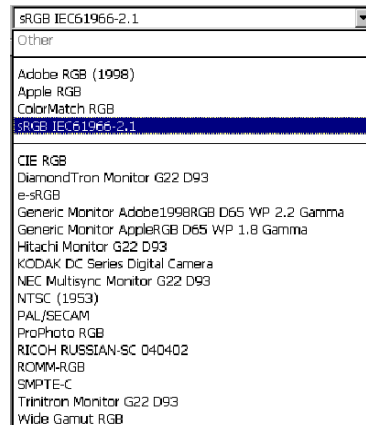 sRGB IEC61966-2.1
Other
Adobe RGB (1998)
Apple RGB
ColorMatch RGB
sRGB IEC61966-2.1
CIE RGB
DiamondTron Monitor G22 D93
e-sRGB
Generic Monitor Adobe1998RGB D65 WP 2.2 Gamma
Generic Monitor AppleRGB D65 WP 1.8 Gamma
Hitachi Monitor G22 D93
KODAK DC Series Digital Camera
NEC Multisync Monitor G22 D93
NTSC (1953)
PAL/SECAM
ProPhoto RGB
RICOH RUSSIAN-SC 040402
ROMM-RGB
SMPTE-C
Trinitron Monitor G22 D93
Wide Gamut RGB